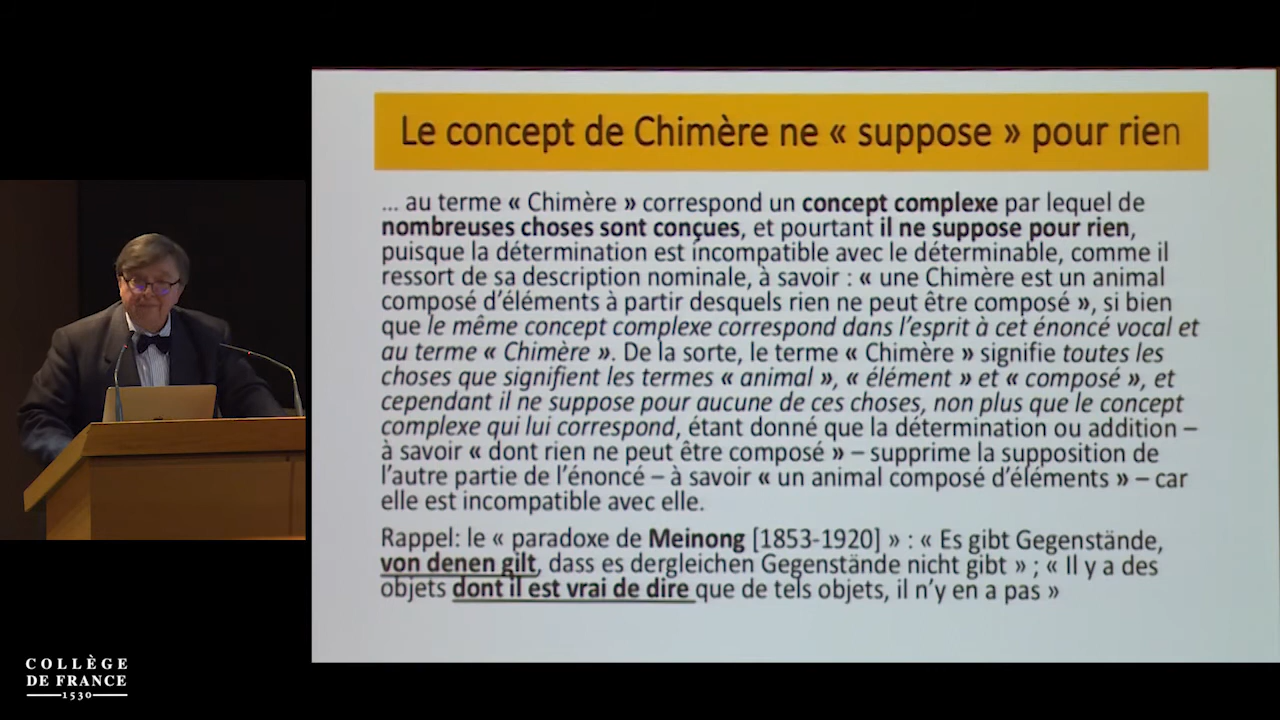 Le concept de Chimère ne « suppose » pour rien
... au terme « Chimère » correspond un concept complexe par lequel de
nombreuses choses sont conçues, et pourtant il ne suppose pour rien,
puisque la détermination est incompatible avec le déterminable, comme il
ressort de sa description nominale, à savoir : « une Chimère est un animal
composé d'éléments à partir desquels rien ne peut être composé », si bien
que le même concept complexe correspond dans l'esprit à cet énoncé vocal et
au terme « Chimère ». De la sorte, le terme « Chimère » signifie toutes les
choses que signifient les termes « animal », « élément » et « composé », et
cependant il ne suppose pour aucune de ces choses, non plus que le concept
complexe qui lui correspond, étant donné que la détermination ou addition –
à savoir « dont rien ne peut être composé » – supprime la supposition de
l'autre partie de l'énoncé – à savoir « un animal composé d'éléments » – car
elle est incompatible avec elle.
Rappel: le « paradoxe de Meinong [1853-1920] » : « Es gibt Gegenstände,
von denen gilt, dass es dergleichen Gegenstände nicht gibt » ; « Il y a des
objets dont il est vrai de dire que de tels objets, il n'y en a pas »
COLLÈGE
DE FRANCE
1530